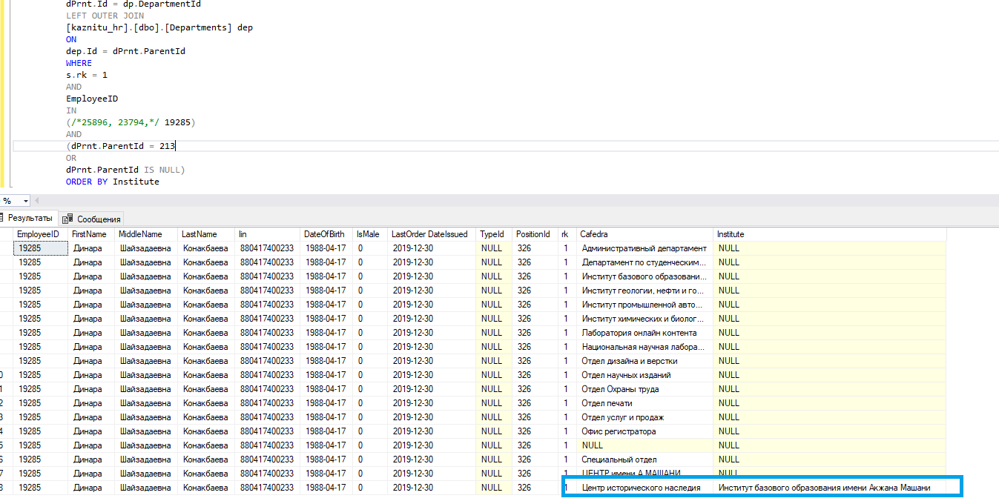 dPrnt.Id = dp.DepartmentId
LEFT OUTER JOIN
[kaznitu_hr].[dbo].[Departments] dep
ON
dep.Id = dPrnt.ParentId
WHERE
s.rk = 1
AND
EmployeeID
IN
(/*25896, 23794,*/ 19285)
AND
(dPrnt.ParentId = 213
OR
dPrnt.ParentId IS NULL)
ORDER BY Institute
%
Результаты Сообщения
EmployeeID FirstName MiddleName LastName Iin DateOfBirth IsMale LastOrder DateIssued TypeId PositionId rk Cafedra Institute
19285 Динара Шайзадаевна Конакбаева 880417400233 1988-04-17 0 2019-12-30 NULL 326 1 Административный департамент NULL
19285 Динара Шайзадаевна Конакбаева 880417400233 1988-04-17 0 2019-12-30 NULL 326 1 Департамент по студенческим... NULL
19285 Динара Шайзадаевна Конакбаева 880417400233 1988-04-17 0 2019-12-30 NULL 326 1 Институт базового образовани... NULL
19285 Динара Шайзадаевна Конакбаева 880417400233 1988-04-17 0 2019-12-30 NULL 326 1 Институт геологии, нефти и го... NULL
19285 Динара Шайзадаевна Конакбаева 880417400233 1988-04-17 0 2019-12-30 NULL 326 1 Институт промышленной авто... NULL
19285 Динара Шайзадаевна Конакбаева 880417400233 1988-04-17 0 2019-12-30 NULL 326 1 Институт химических и биолог... NULL
19285 Динара Шайзадаевна Конакбаева 880417400233 1988-04-17 0 2019-12-30 NULL 326 1 Лаборатория онлайн контента NULL
19285 Динара Шайзадаевна Конакбаева 880417400233 1988-04-17 0 2019-12-30 NULL 326 1 Национальная научная лабора... NULL
19285 Динара Шайзадаевна Конакбаева 880417400233 1988-04-17 0 2019-12-30 NULL 326 1 Отдел дизайна и верстки NULL
0 19285 Динара Шайзадаевна Конакбаева 880417400233 1988-04-17 0 2019-12-30 NULL 326 1 Отдел научных изданий NULL
1 19285 Динара Шайзадаевна Конакбаева 880417400233 1988-04-17 0 2019-12-30 NULL 326 1 Отдел Охраны труда NULL
2 19285 Динара Шайзадаевна Конакбаева 880417400233 1988-04-17 0 2019-12-30 NULL 326 1 Отдел печати NULL
3 19285 Динара Шайзадаевна Конакбаева 880417400233 1988-04-17 0 2019-12-30 NULL 326 1 Отдел услуг и продаж NULL
4 19285 Динара Шайзадаевна Конакбаева 880417400233 1988-04-17 0 2019-12-30 NULL 326 1 Офис регистратора NULL
5 19285 Динара Шайзадаевна Конакбаева 880417400233 1988-04-17 0 2019-12-30 NULL 326 1 NULL NULL
6 19285 Динара Шайзадаевна Конакбаева 880417400233 1988-04-17 0 2019-12-30 NULL 326 1 Специальный отдел NULL
7 19285 Динара Шайзадаевна Конакбаева 880417400233 1988-04-17 0 2019-12-30 NULL 326 1 ЦЕНТР имени А.МАШАНИ NULL
8 19285 Динара Шайзадаевна Конакбаева 880417400233 1988-04-17 0 2019-12-30 NULL 326 1 Центр исторического наследия Институт базового образования имени Акжана Машани